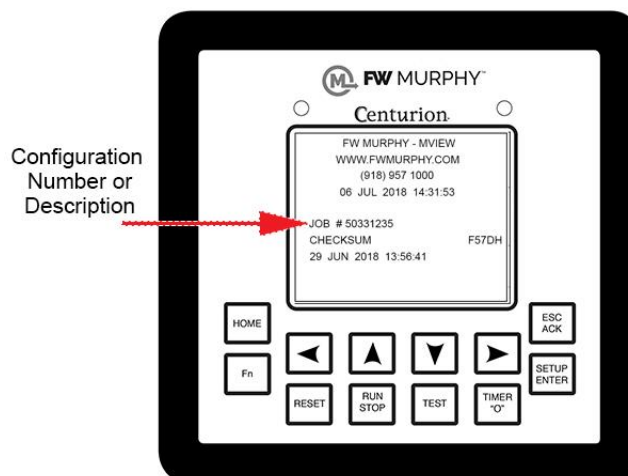 FW MURPHY™
Centurion
Configuration
Number or
Description
FW MURPHY - MVIEW
WWW.FWMURPHY.COM
(918) 957 1000
06 JUL 2018 14:31:53
JOB # 50331235
CHECKSUM F57DH
29 JUN 2018 13:56:41
HOME
ESC
ACK
Fn
SETUP
ENTER
RESET
RUN
STOP
TEST
TIMER
"O"